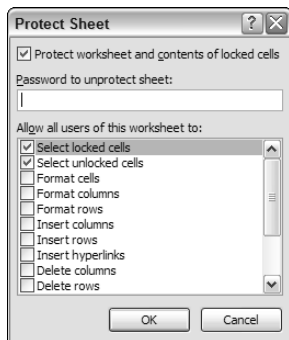 Protect Sheet
Protect worksheet and contents of locked cells
Password to unprotect sheet:
Allow all users of this worksheet to:
Select locked cells
Select unlocked cells
Format cells
Format columns
Format rows
Insert columns
Insert rows
Insert hyperlinks
Delete columns
Delete rows
OK Cancel